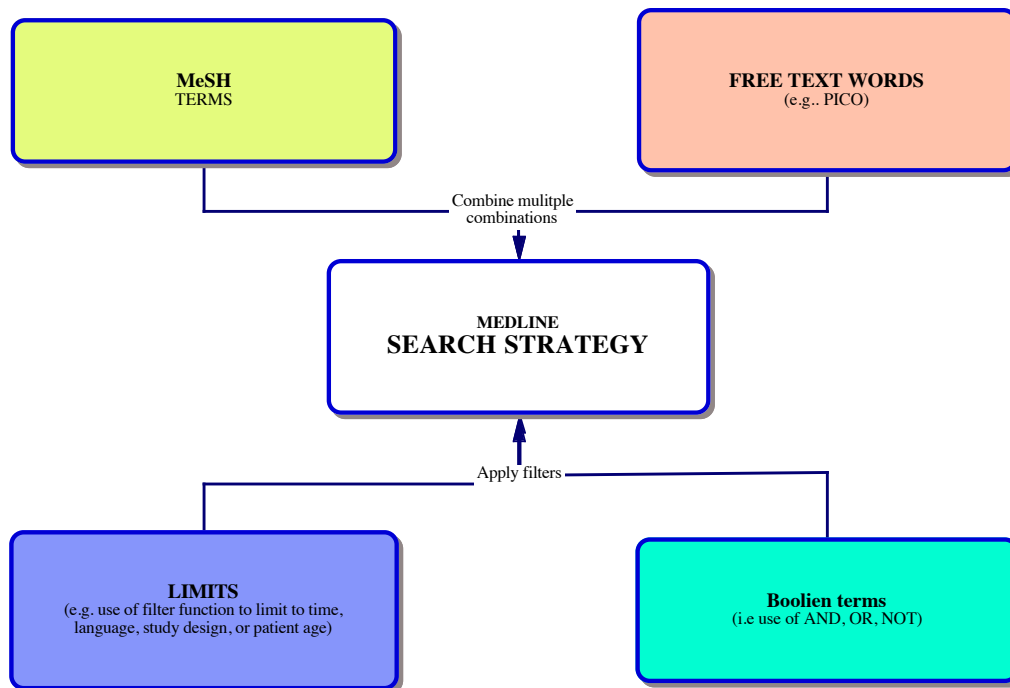 MeSH
TERMS
FREE TEXT WORDS
(e.g.. PICO)
Combine mulitple
combinations
MEDLINE
SEARCH STRATEGY
Apply filters
LIMITS
(e.g. use of filter function to limit to time,
language, study design, or patient age)
Boolien terms
(i.e use of AND, OR, NOT)